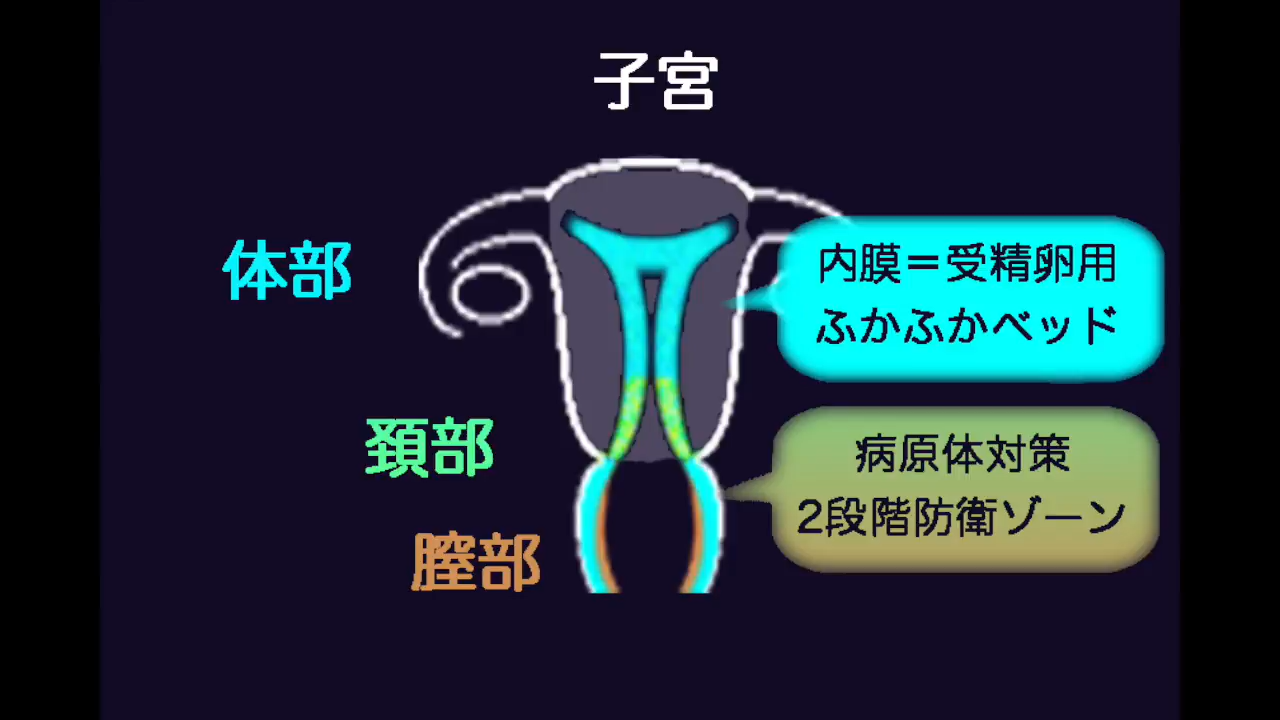 子宮
体部
内膜＝受精卵用
ふかふかベッド
頚部
病原体対策
2段階防衛ゾーン
膣部